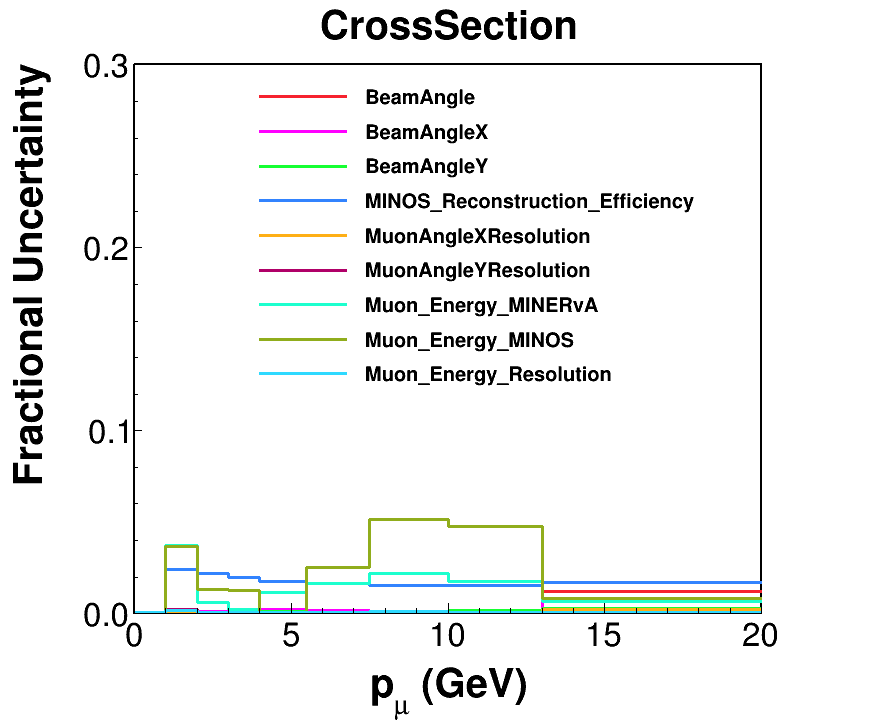 CrossSection
Fractional Uncertainty
0.3
0.2
0.1
0.0
BeamAngle
BeamAngleX
BeamAngleY
MINOS_Reconstruction_Efficiency
MuonAngleXResolution
MuonAngleYResolution
Muon_Energy_MINERvA
Muon_Energy_MINOS
Muon_Energy_Resolution
0 5 10 15 20
pμ (GeV)